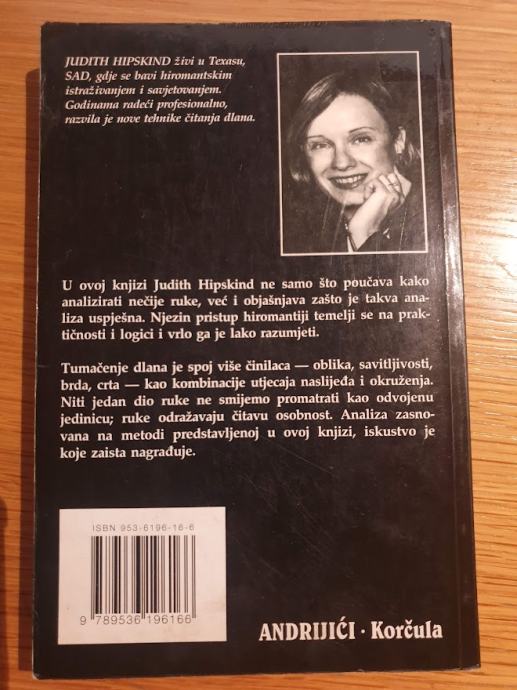 JUDITH HIPSKIND živi u Texasu,
SAD, gdje se bavi hiromantskim
istraživanjem i savjetovanjem.
Godinama radeći profesionalno,
razvila je nove tehnike čitanja dlana.
U ovoj knjizi Judith Hipskind ne samo što poučava kako
analizirati nečije ruke, već i objašnjava zašto je takva ana-
liza uspješna. Njezin pristup hiromantiji temelji se na prak-
tičnosti i logici i vrlo ga je lako razumjeti.
Tumačenje dlana je spoj više činilaca — oblika, savitljivosti,
brda, crta — kao kombinacije utjecaja naslijeđa i okruženja.
Niti jedan dio ruke ne smijemo promatrati kao odvojenu
jedinicu; ruke odražavaju čitavu osobnost. Analiza zasno-
vana na metodi predstavljenoj u ovoj knjizi, iskustvo je
koje zaista nagrađuje.
ISBN 953-6196-16-6
9 789536 196166
ANDRIJIĆI · Korčula